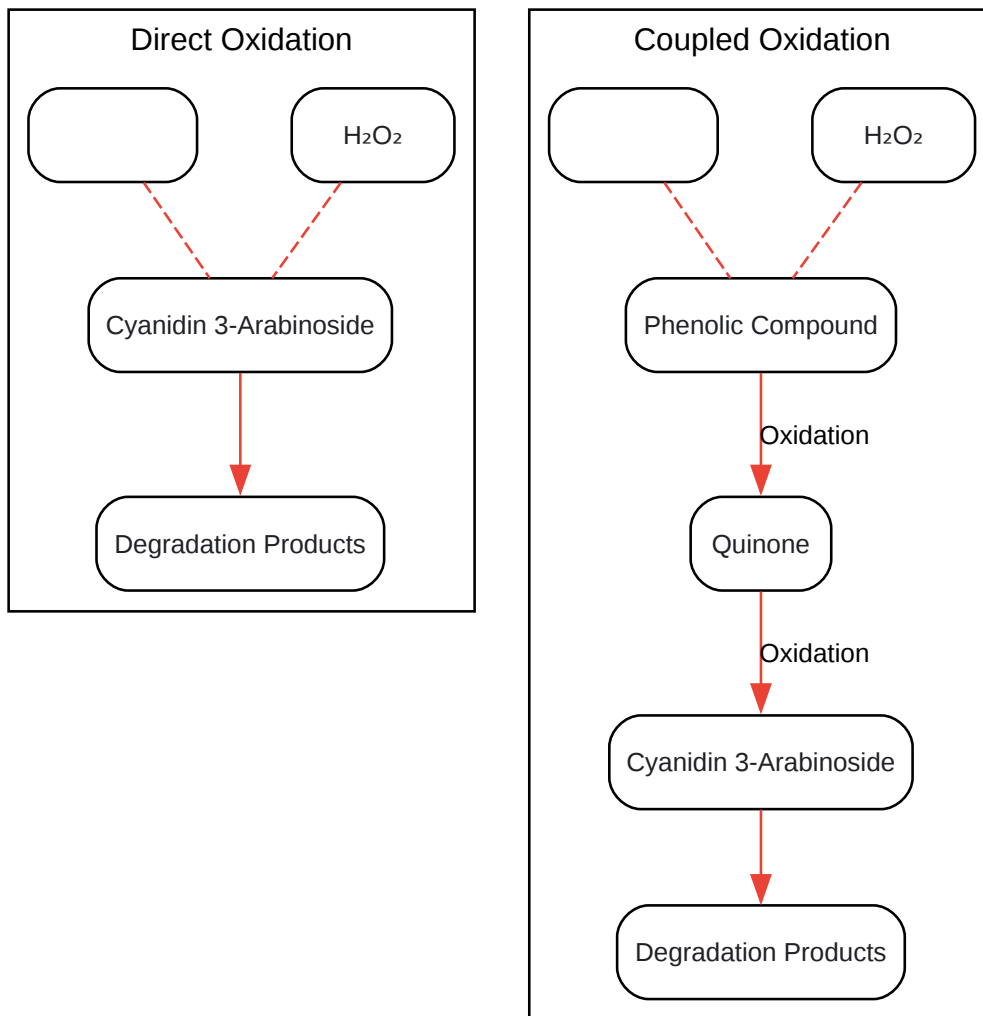 Direct Oxidation
H₂O₂
Cyanidin 3-Arabinoside
Degradation Products
Coupled Oxidation
H₂O₂
Phenolic Compound
Oxidation
Quinone
Oxidation
Cyanidin 3-Arabinoside
Degradation Products